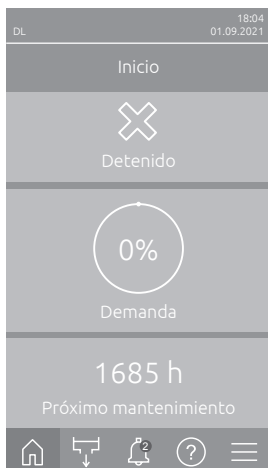 18:04
DL 01.09.2021
Inicio
Detenido
0%
Demanda
1685 h
Próximo mantenimiento
2
?